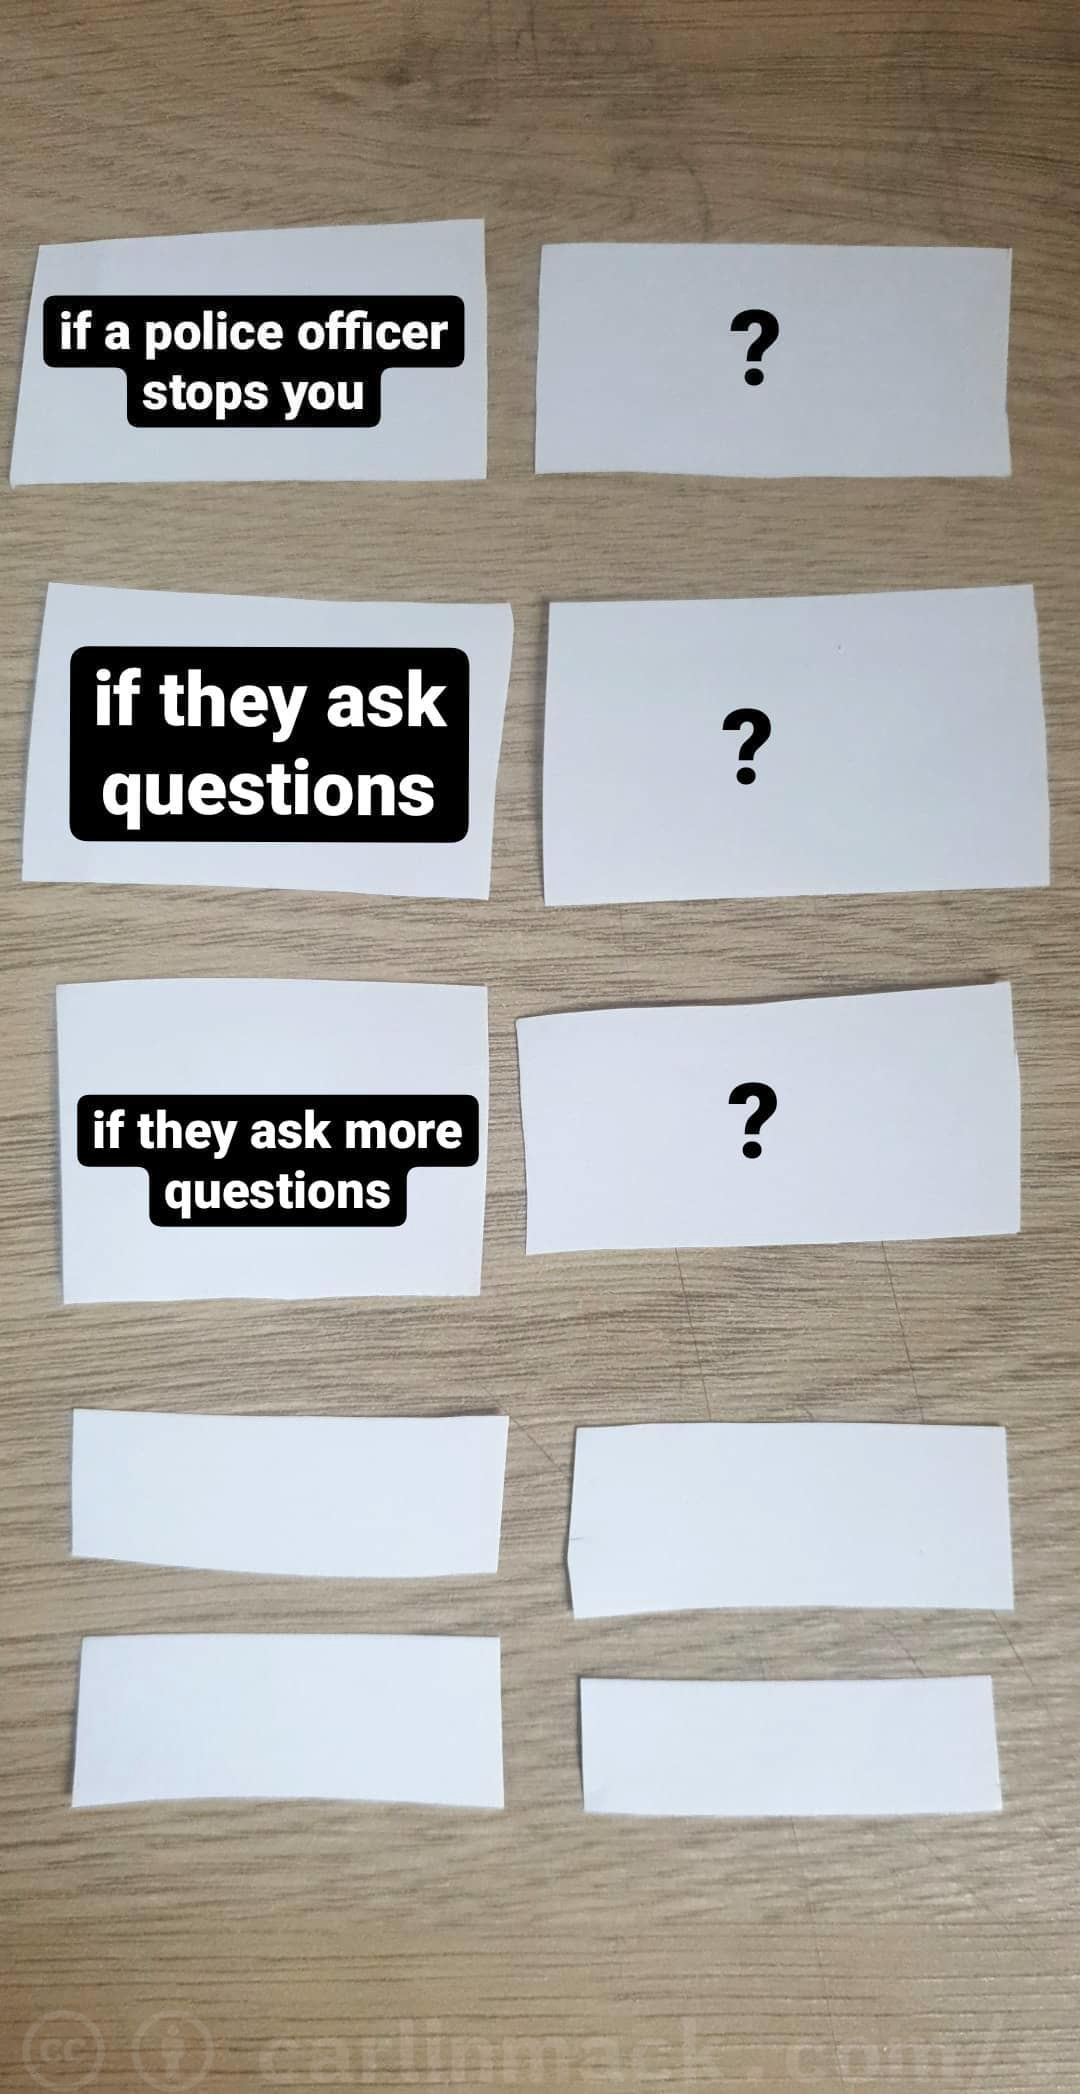 if a police officer
stops you
?
if they ask
questions
?
if they ask more
questions
?
cc carlinmack.com/